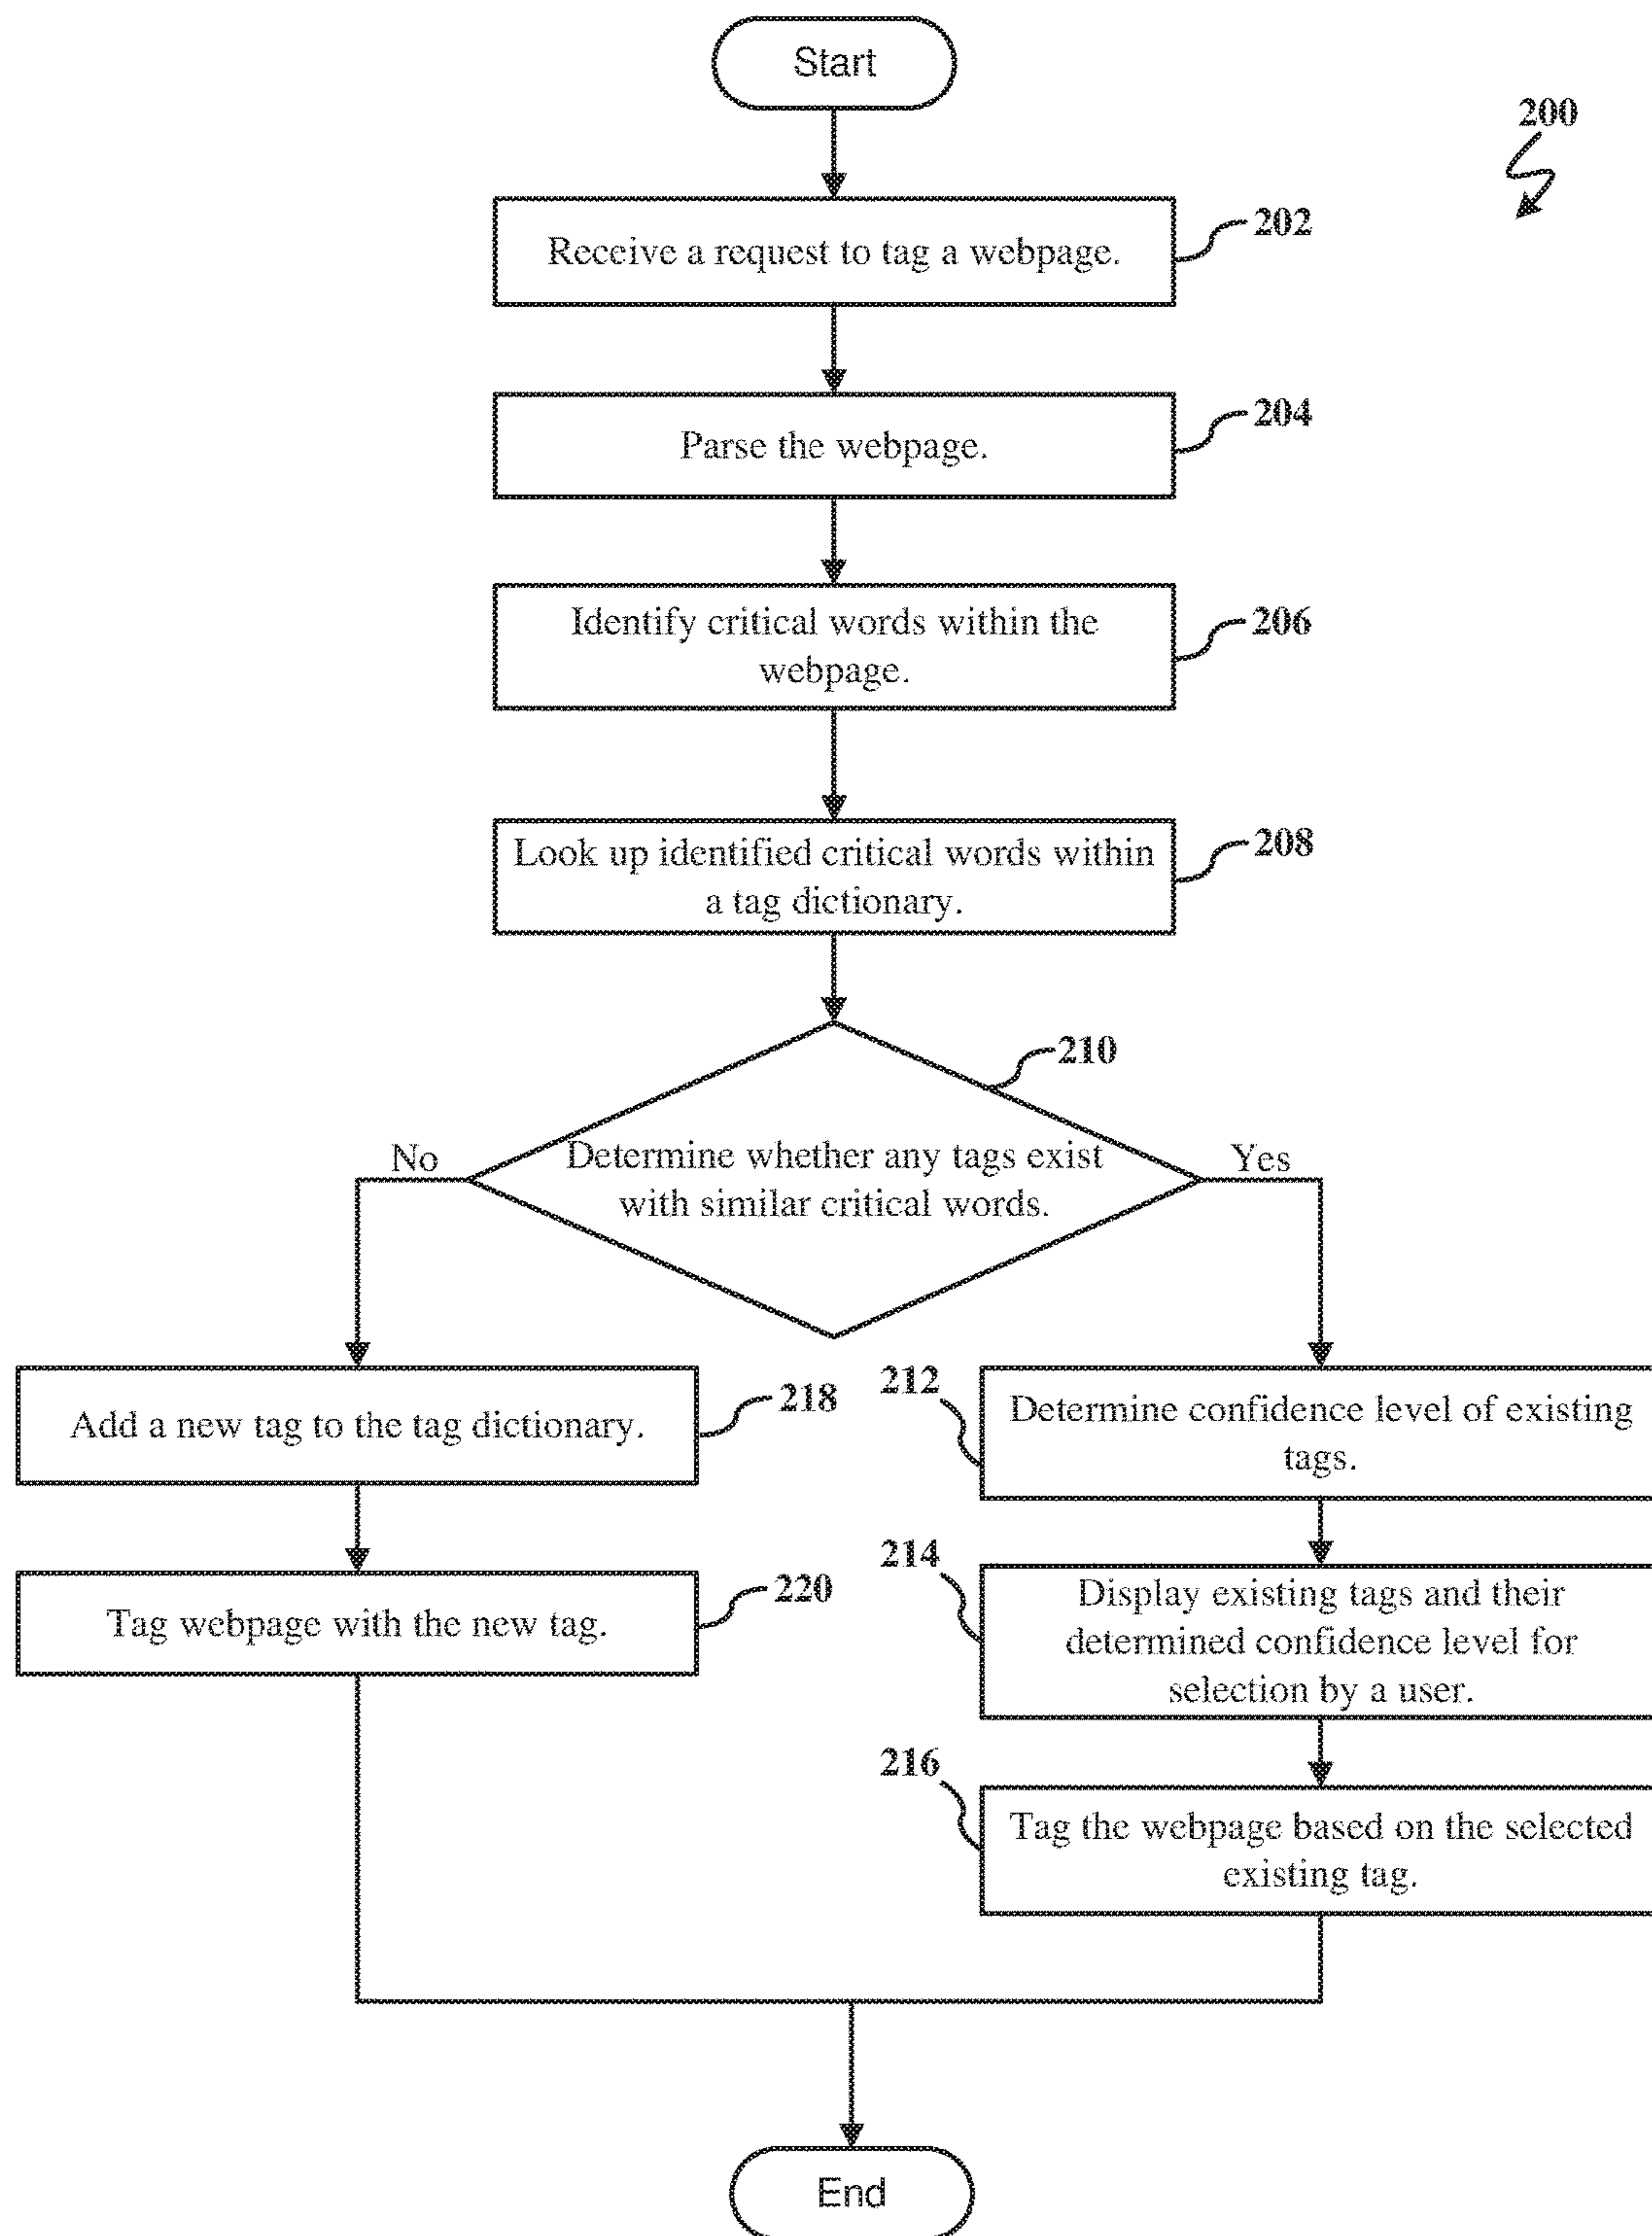 Start
200
Receive a request to tag a webpage.
202
Parse the webpage.
204
Identify critical words within the
webpage.
206
Look up identified critical words within
a tag dictionary.
208
210
Determine whether any tags exist
with similar critical words.
No
Yes
Add a new tag to the tag dictionary.
218
Tag webpage with the new tag.
220
212
Determine confidence level of existing
tags.
214
Display existing tags and their
determined confidence level for
selection by a user.
216
Tag the webpage based on the selected
existing tag.
End